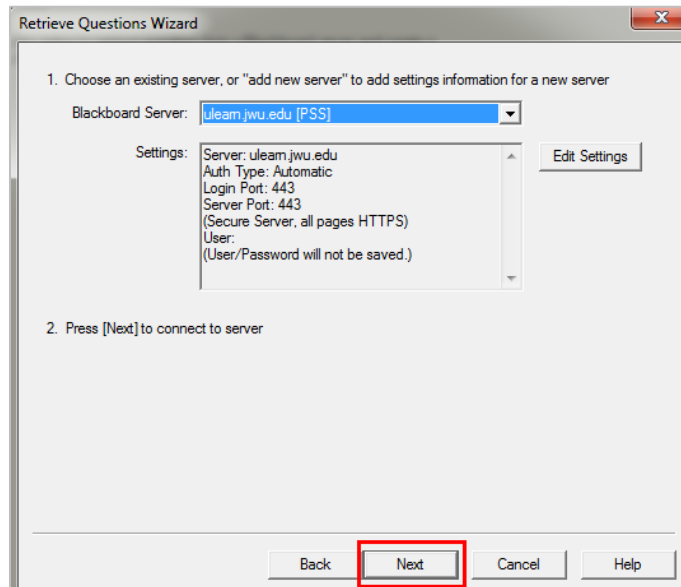 Retrieve Questions Wizard
1. Choose an existing server, or "add new server" to add settings information for a new server
Blackboard Server: ulearn.jwu.edu [PSS]
Settings: Server: ulearn.jwu.edu
Auth Type: Automatic
Login Port: 443
Server Port: 443
(Secure Server, all pages HTTPS)
User:
(User/Password will not be saved.)
Edit Settings
2. Press [Next] to connect to server
Back Next Cancel Help